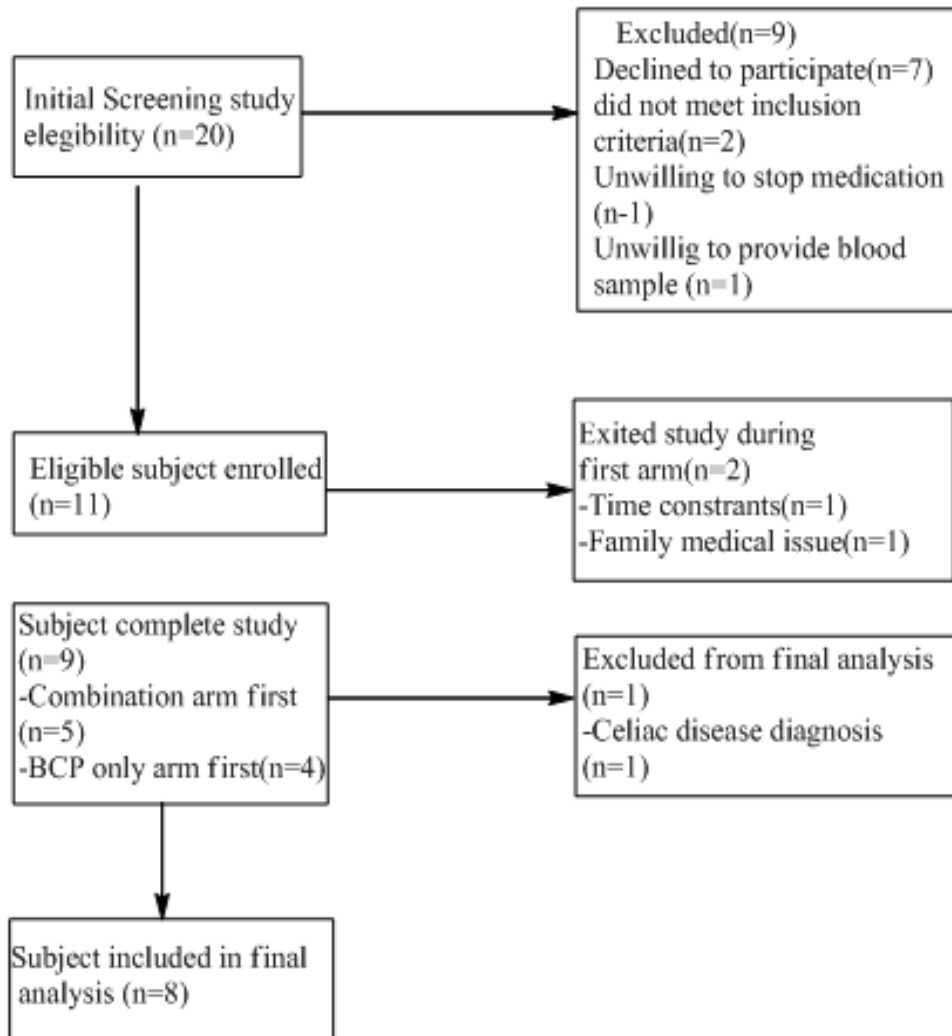 Initial Screening study
elegibility (n=20)
Excluded(n=9)
Declined to participate(n=7)
did not meet inclusion
criteria(n=2)
Unwilling to stop medication
(n-1)
Unwillig to provide blood
sample (n=1)
Eligible subject enrolled
(n=11)
Exited study during
first arm(n=2)
-Time constrants(n=1)
-Family medical issue(n=1)
Subject complete study
(n=9)
-Combination arm first
(n=5)
-BCP only arm first(n=4)
Excluded from final analysis
(n=1)
-Celiac disease diagnosis
(n=1)
Subject included in final
analysis (n=8)